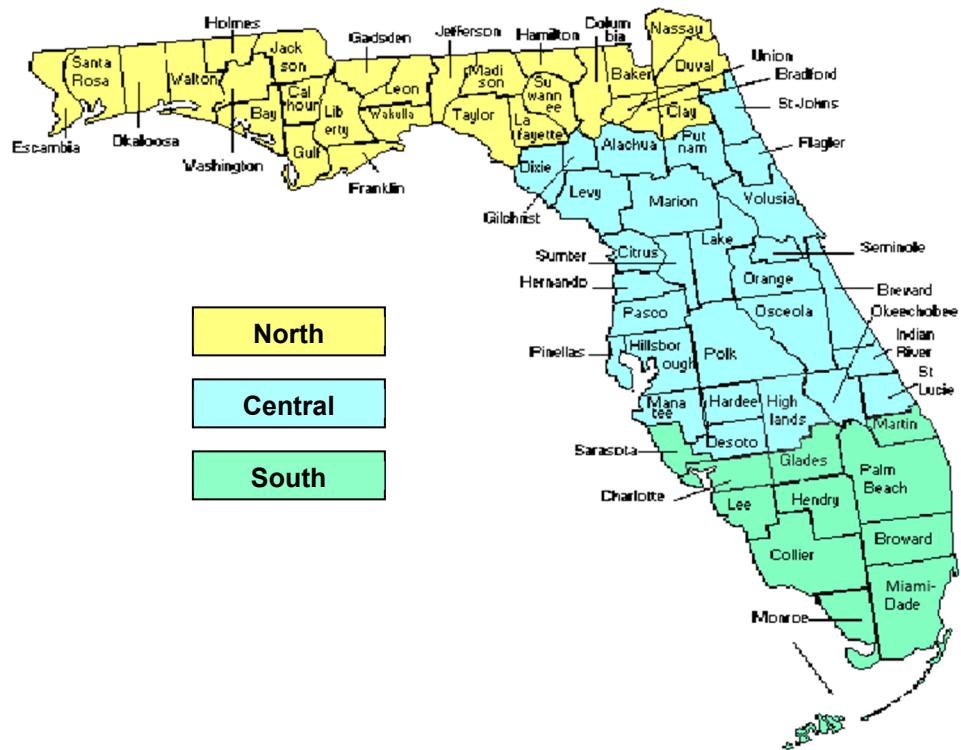 Holmes
Jack
son
Gadsden
Jefferson
Hamilton
Colum
bia
Nassau
Union
Bradford
Santa
Rosa
Walton
Okaloosa
Escambia
Washington
Bay
Cal
houn
Gulf
Lib
erty
Leon
Wakulla
Franklin
Madi
son
Taylor
Su
wann
ee
La
fayette
Baker
Duval
Clay
St Johns
Flagler
Put
nam
Alachua
Dixie
Gilchrist
Levy
Marion
Volusia
Citrus
Sumter
Lake
Seminole
Hernando
Orange
Brevard
Okeechobee
Pasco
Osceola
Indian
River
Pinellas
Hillsbor
ough
Polk
St
Lucie
Mana
tee
Hardee
High
lands
Desoto
Martin
Sarasota
Glades
Charlotte
Palm
Beach
Lee
Hendry
Broward
Collier
Miami-
Dade
Monroe
North
Central
South